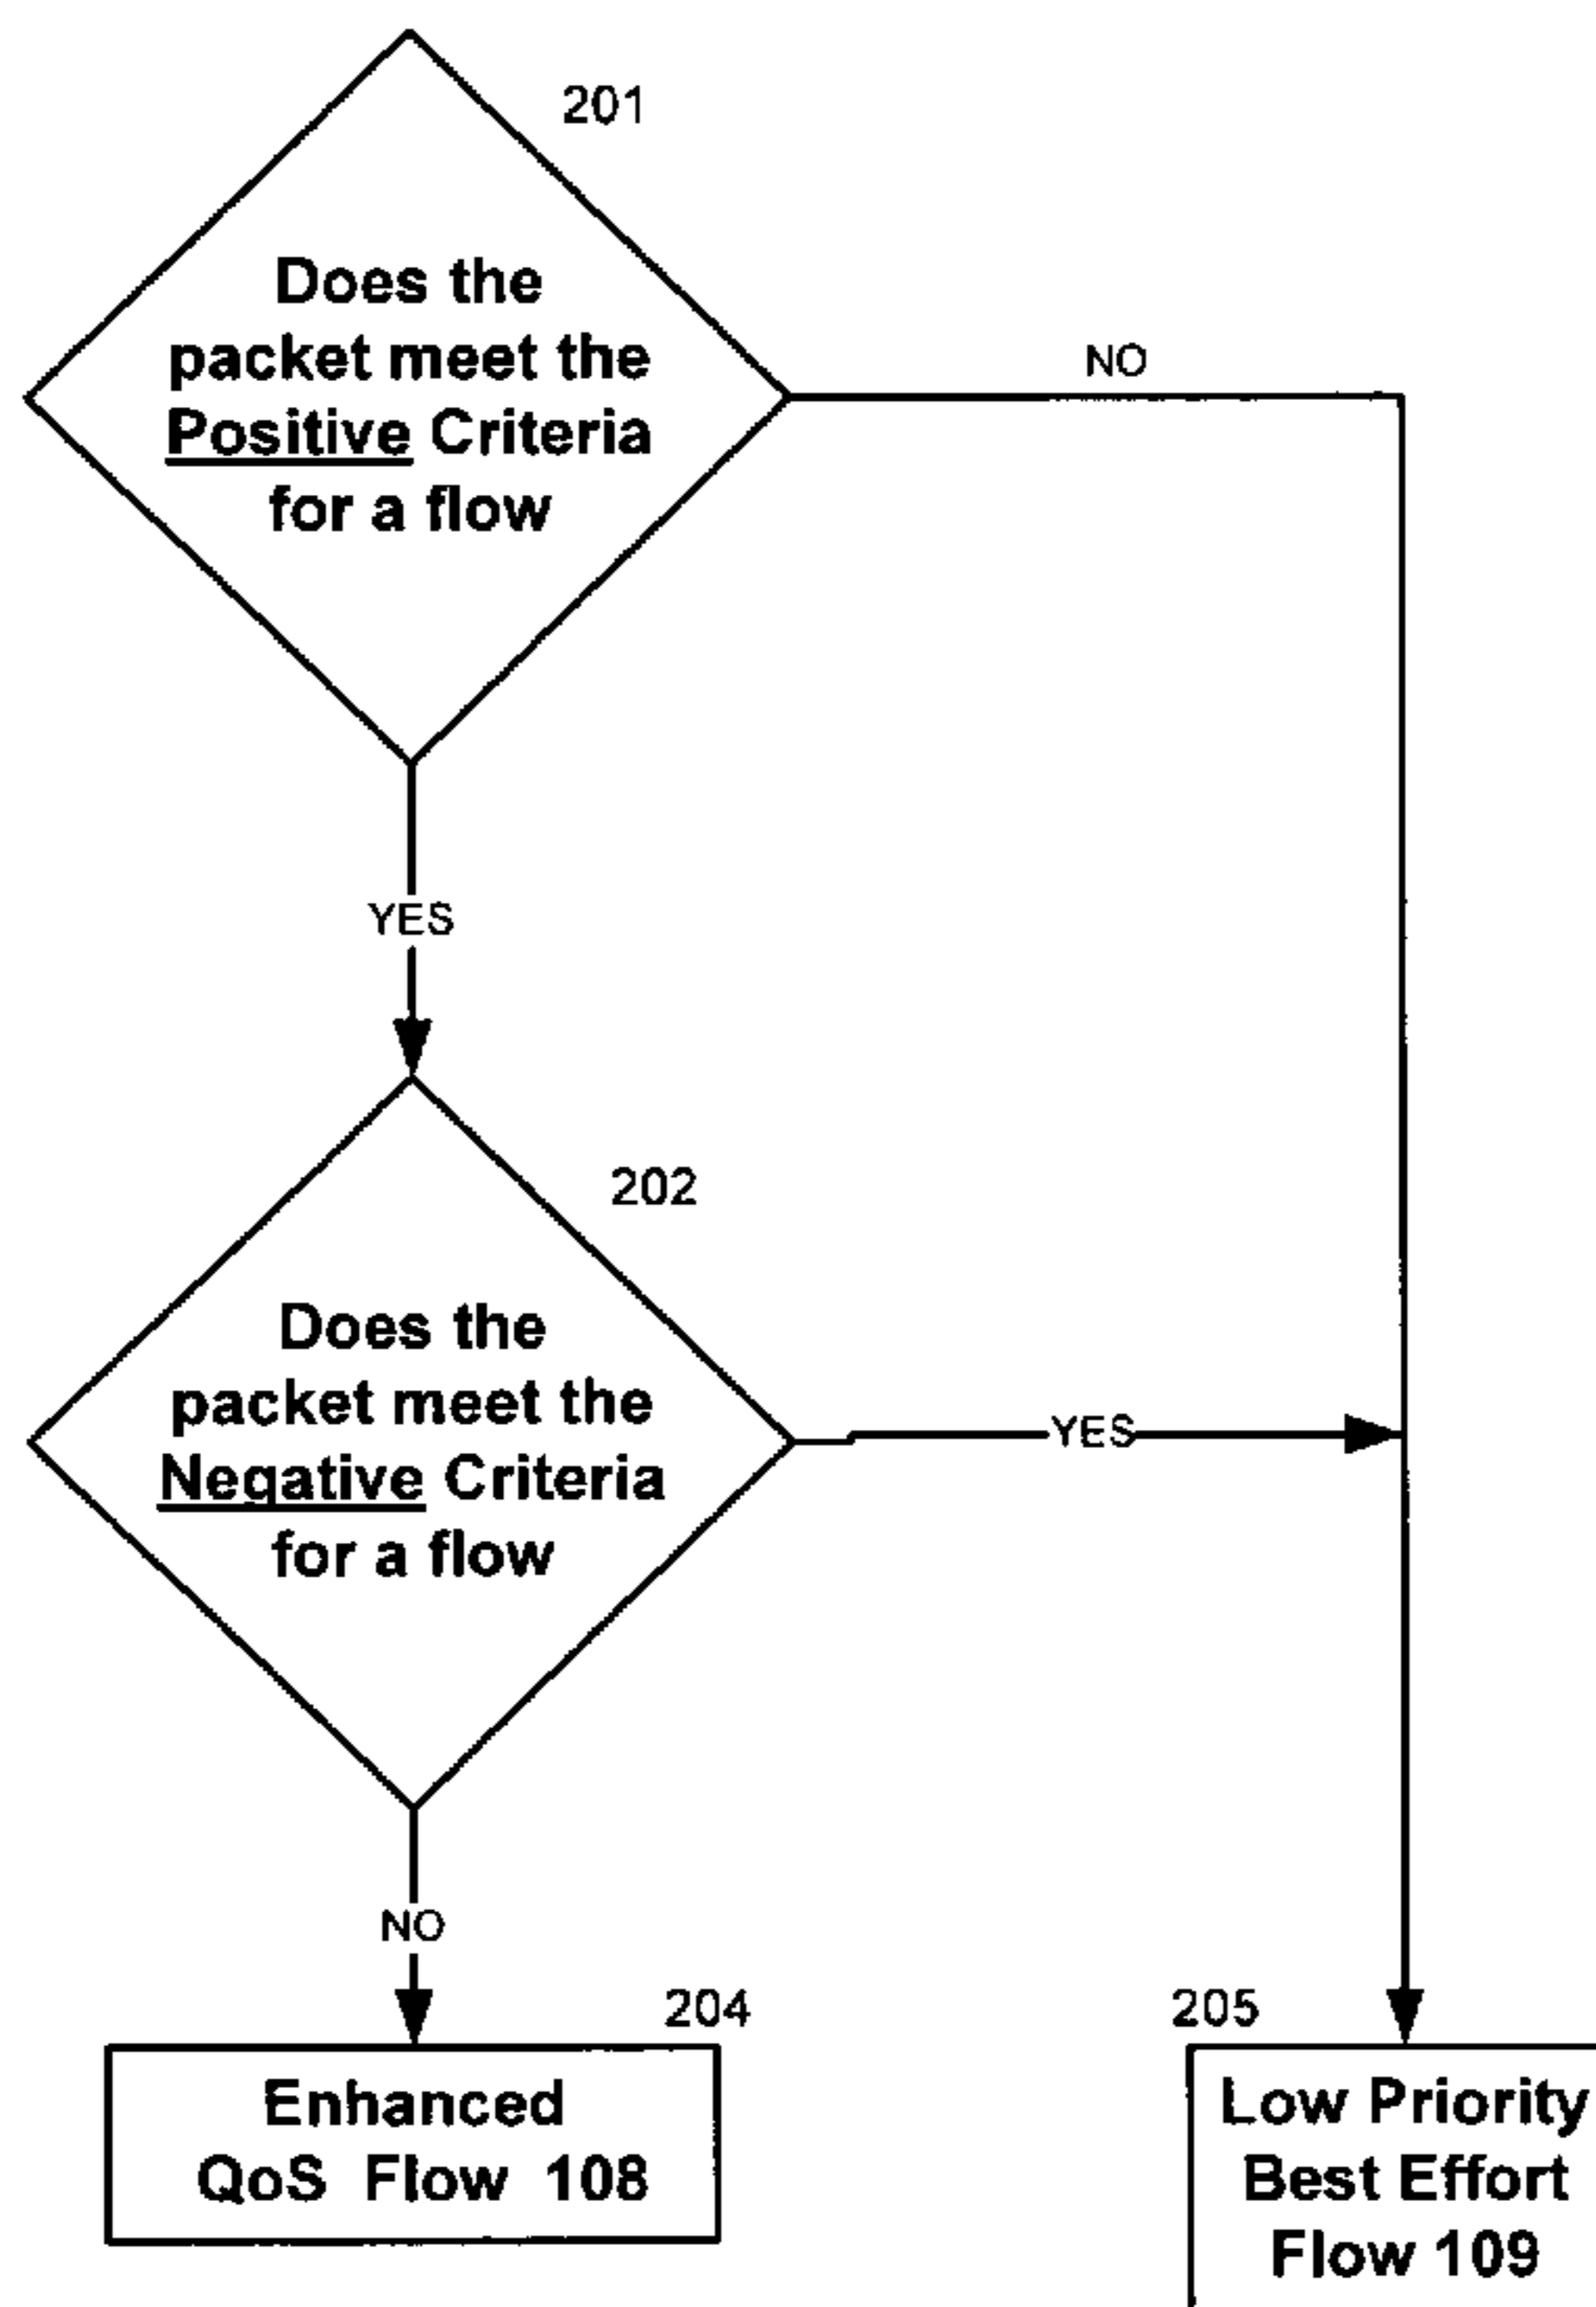 201
Does the
packet meet the
Positive Criteria
for a flow
NO
YES
202
Does the
packet meet the
Negative Criteria
for a flow
YES
NO
204
Enhanced
QoS Flow 108
205
Low Priority
Best Effort
Flow 109